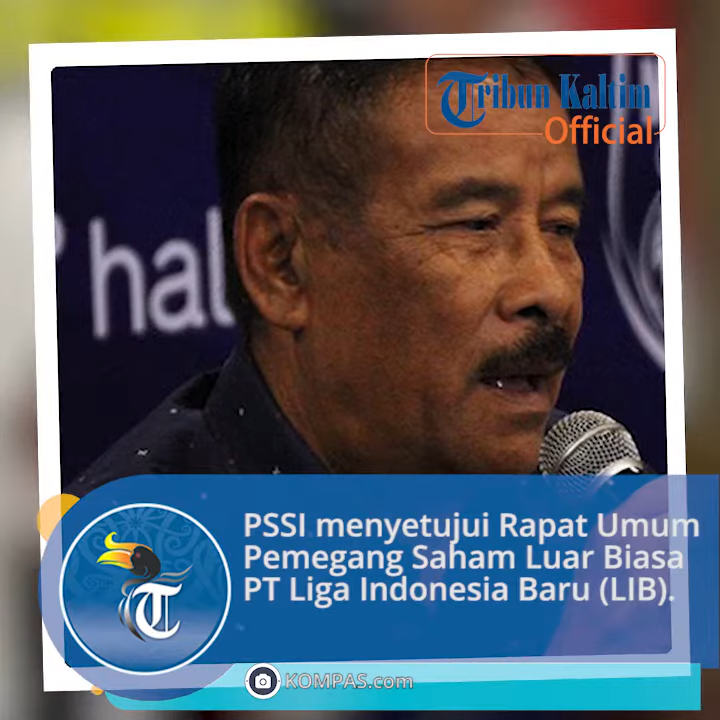 Tribun Kaltim
Official
hal
PSSI menyetujui Rapat Umum
Pemegang Saham Luar Biasa
PT Liga Indonesia Baru (LIB).
T
KOMPAS.com